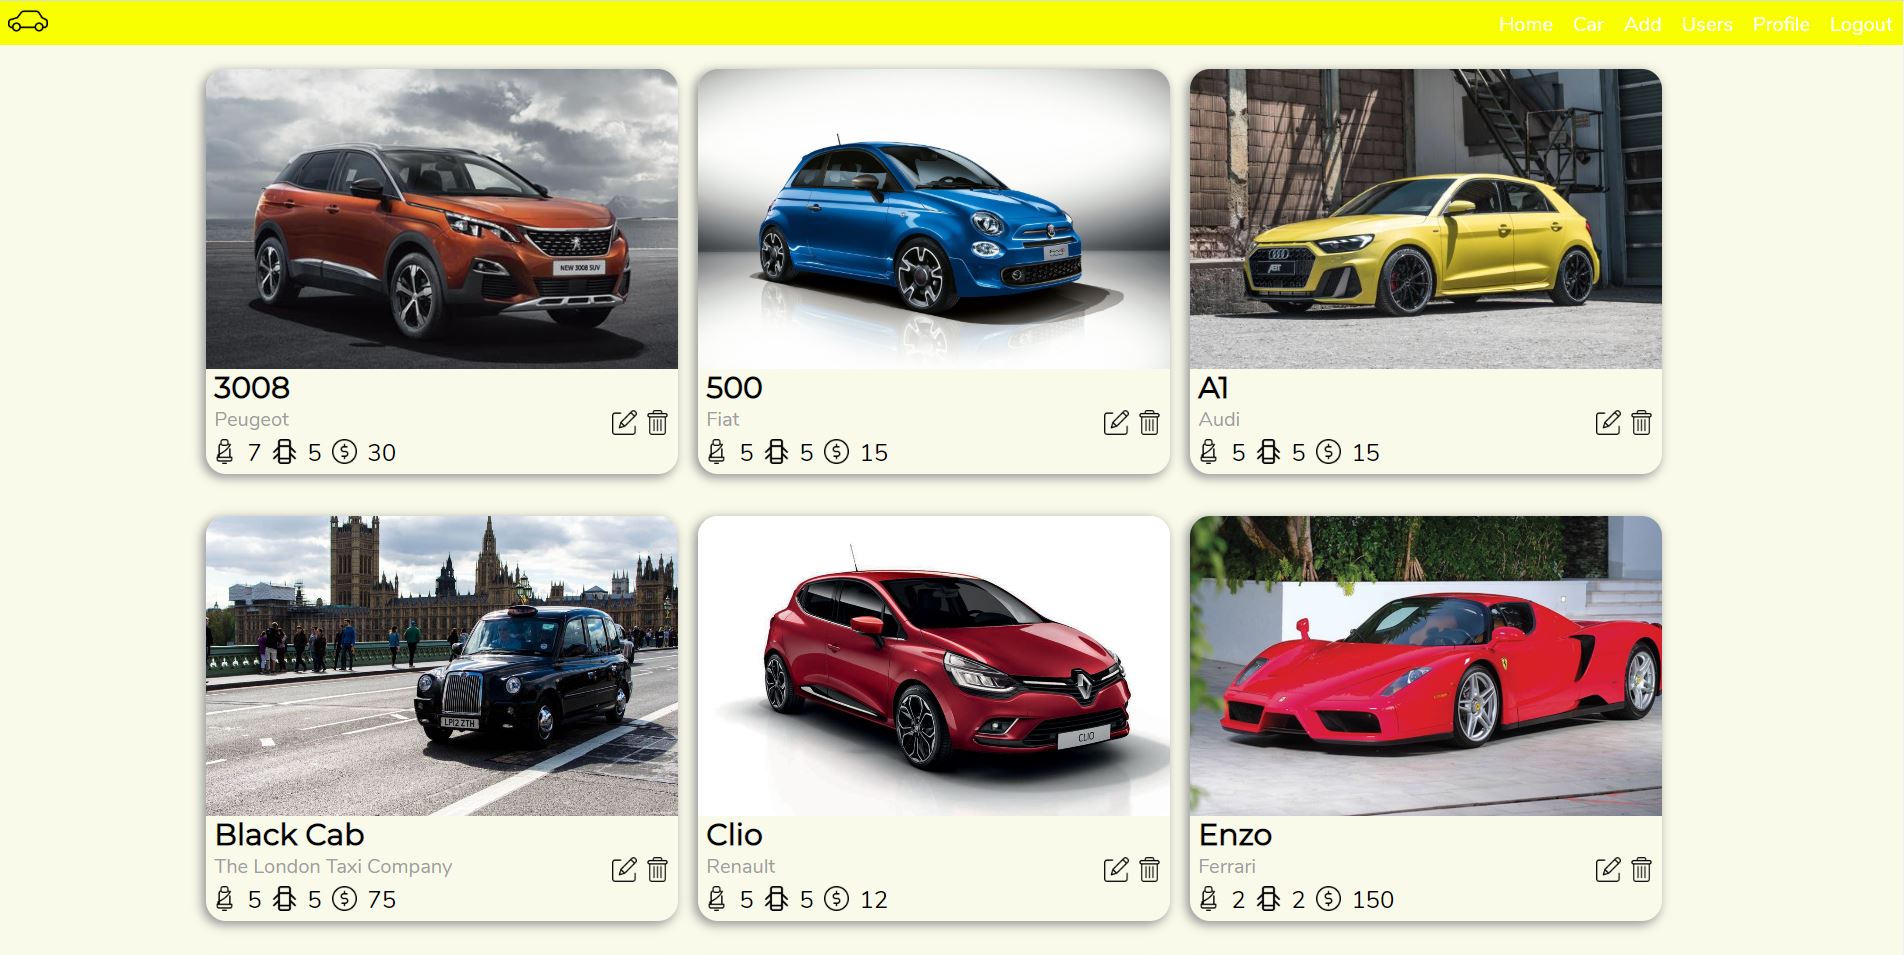 Home Car Add Users Profile Logout
NEW 3008 SUV
ABT
3008
Peugeot
7 5 $ 30
500
Fiat
5 5 $ 15
A1
Audi
5 5 $ 15
LP12 ZTH
CLIO
Black Cab
The London Taxi Company
5 5 $ 75
Clio
Renault
5 5 $ 12
Enzo
Ferrari
2 2 $ 150